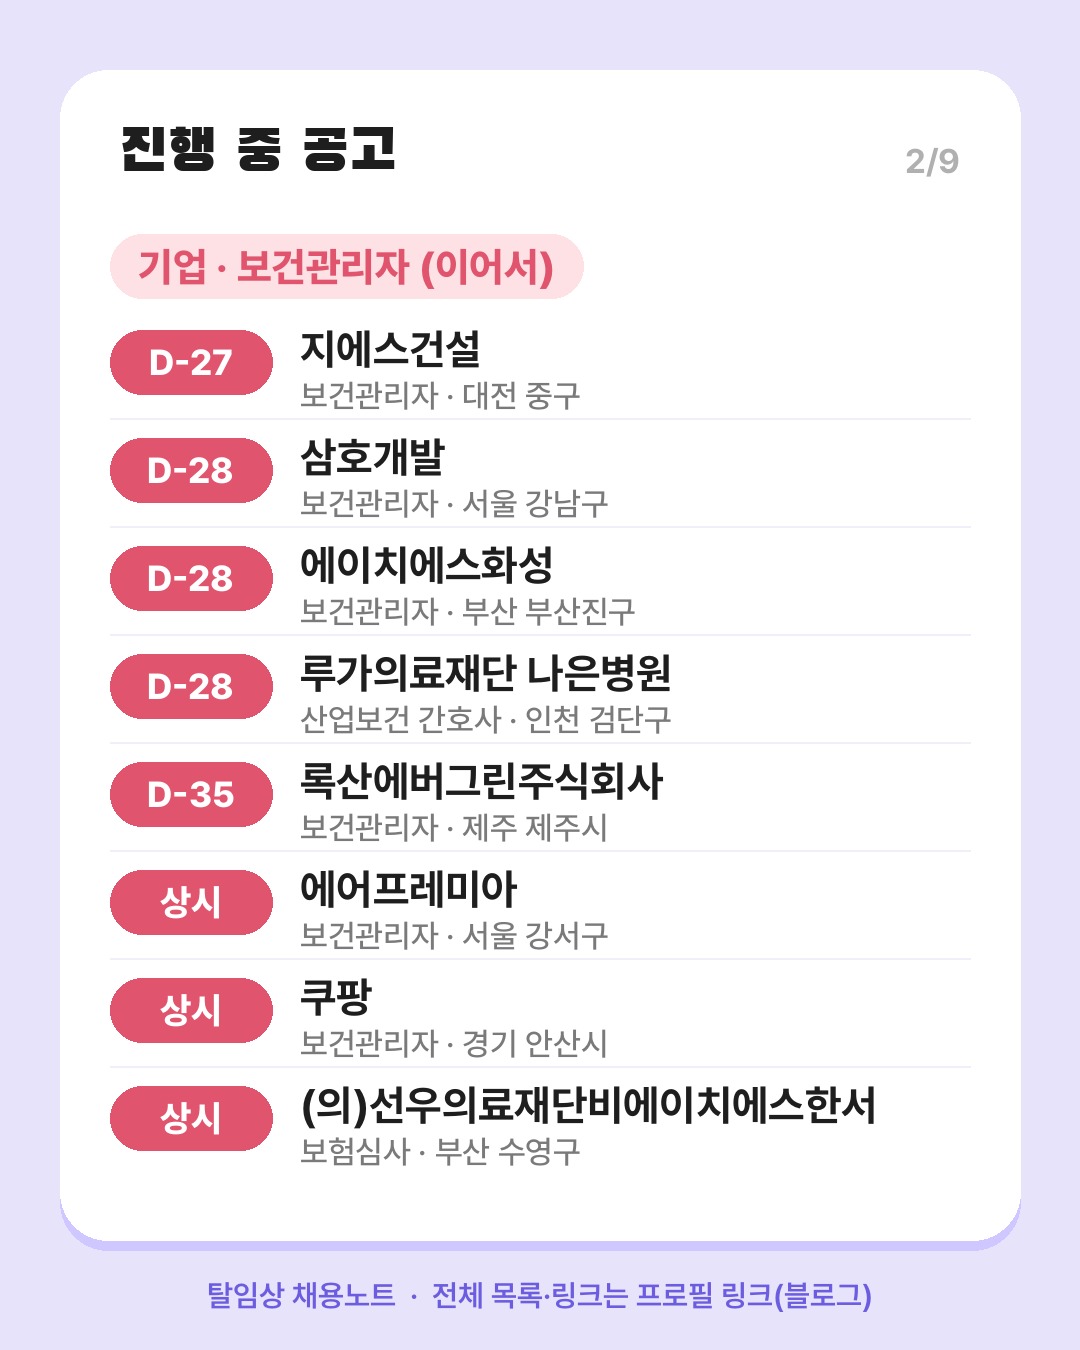 진행 중 공고
2/9
기업 · 보건관리자 (이어서)
D-27
지에스건설
보건관리자 · 대전 중구
D-28
삼호개발
보건관리자 · 서울 강남구
D-28
에이치에스화성
보건관리자 · 부산 부산진구
D-28
루가의료재단 나은병원
산업보건 간호사 · 인천 검단구
D-35
록산에버그린주식회사
보건관리자 · 제주 제주시
상시
에어프레미아
보건관리자 · 서울 강서구
상시
쿠팡
보건관리자 · 경기 안산시
상시
(의)선우의료재단비에이치에스한서
보험심사 · 부산 수영구
탈임상 채용노트 · 전체 목록·링크는 프로필 링크(블로그)